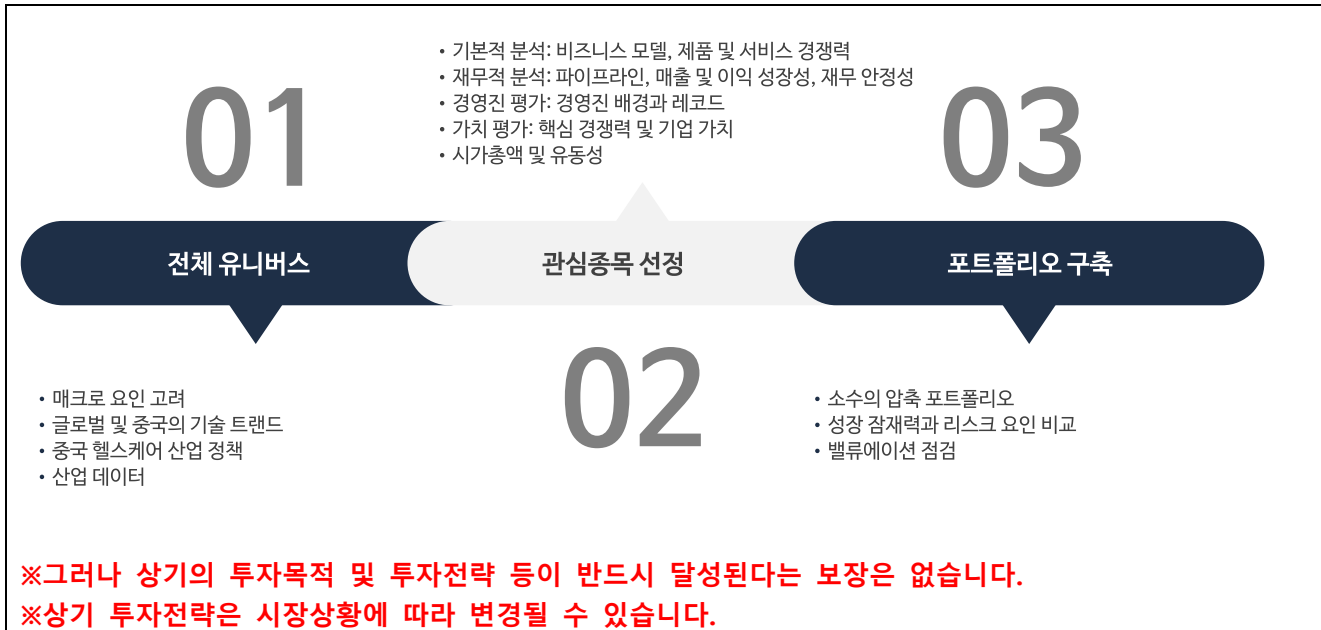 01
전체 유니버스
• 매크로 요인 고려
• 글로벌 및 중국의 기술 트랜드
• 중국 헬스케어 산업 정책
• 산업 데이터
• 기본적 분석: 비즈니스 모델, 제품 및 서비스 경쟁력
• 재무적 분석: 파이프라인, 매출 및 이익 성장성, 재무 안정성
• 경영진 평가: 경영진 배경과 레코드
• 가치 평가: 핵심 경쟁력 및 기업 가치
• 시가총액 및 유동성
관심종목 선정
02
03
포트폴리오 구축
• 소수의 압축 포트폴리오
• 성장 잠재력과 리스크 요인 비교
• 밸류에이션 점검
※그러나 상기의 투자목적 및 투자전략 등이 반드시 달성된다는 보장은 없습니다.
※상기 투자전략은 시장상황에 따라 변경될 수 있습니다.